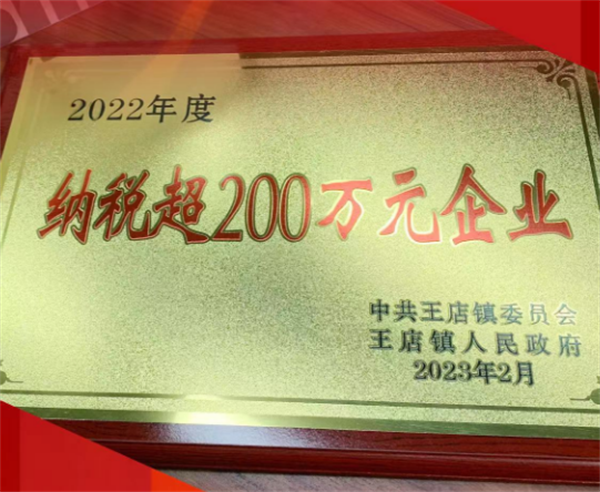 2022年度
纳税超200万元企业
中共王店镇委员会
王店镇人民政府
2023年2月